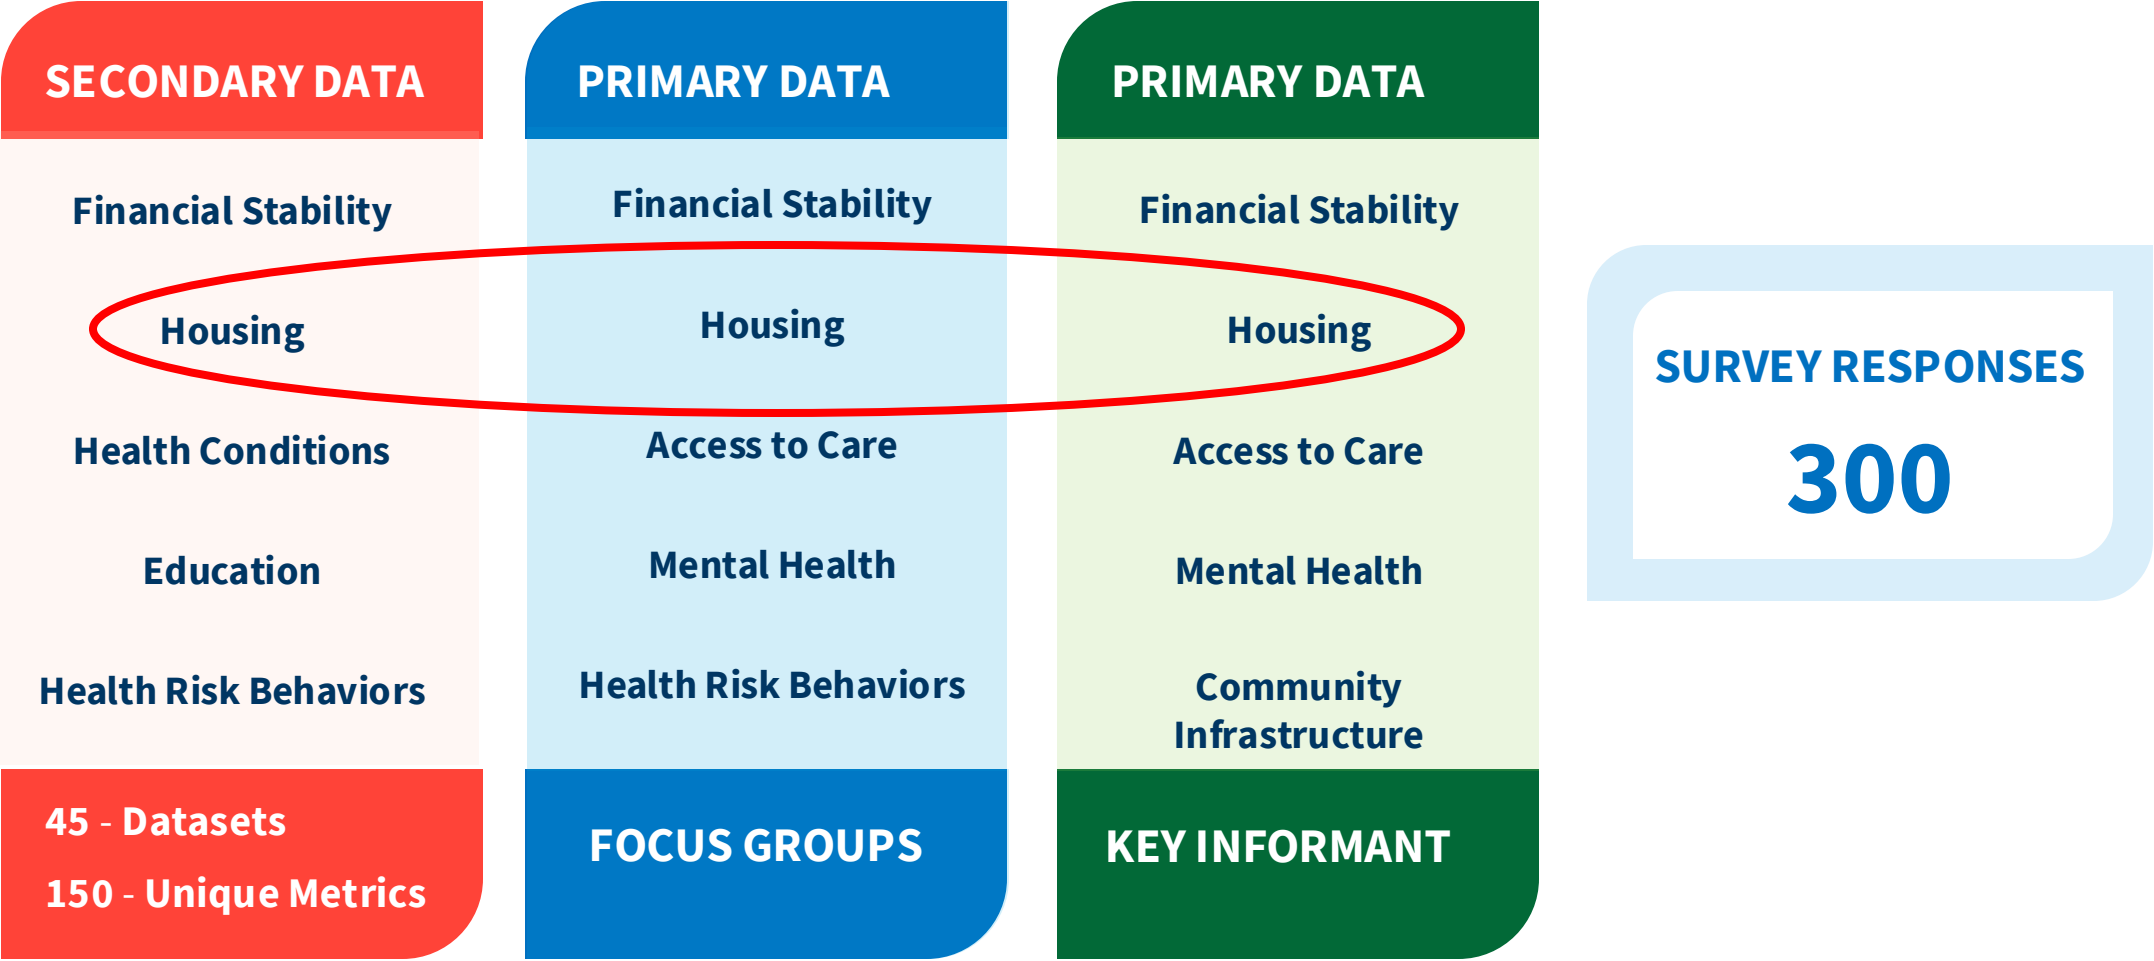 SECONDARY DATA
Financial Stability
Housing
Health Conditions
Education
Health Risk Behaviors
45 - Datasets
150 - Unique Metrics
PRIMARY DATA
Financial Stability
Housing
Access to Care
Mental Health
Health Risk Behaviors
FOCUS GROUPS
PRIMARY DATA
Financial Stability
Housing
Access to Care
Mental Health
Community
Infrastructure
KEY INFORMANT
SURVEY RESPONSES
300